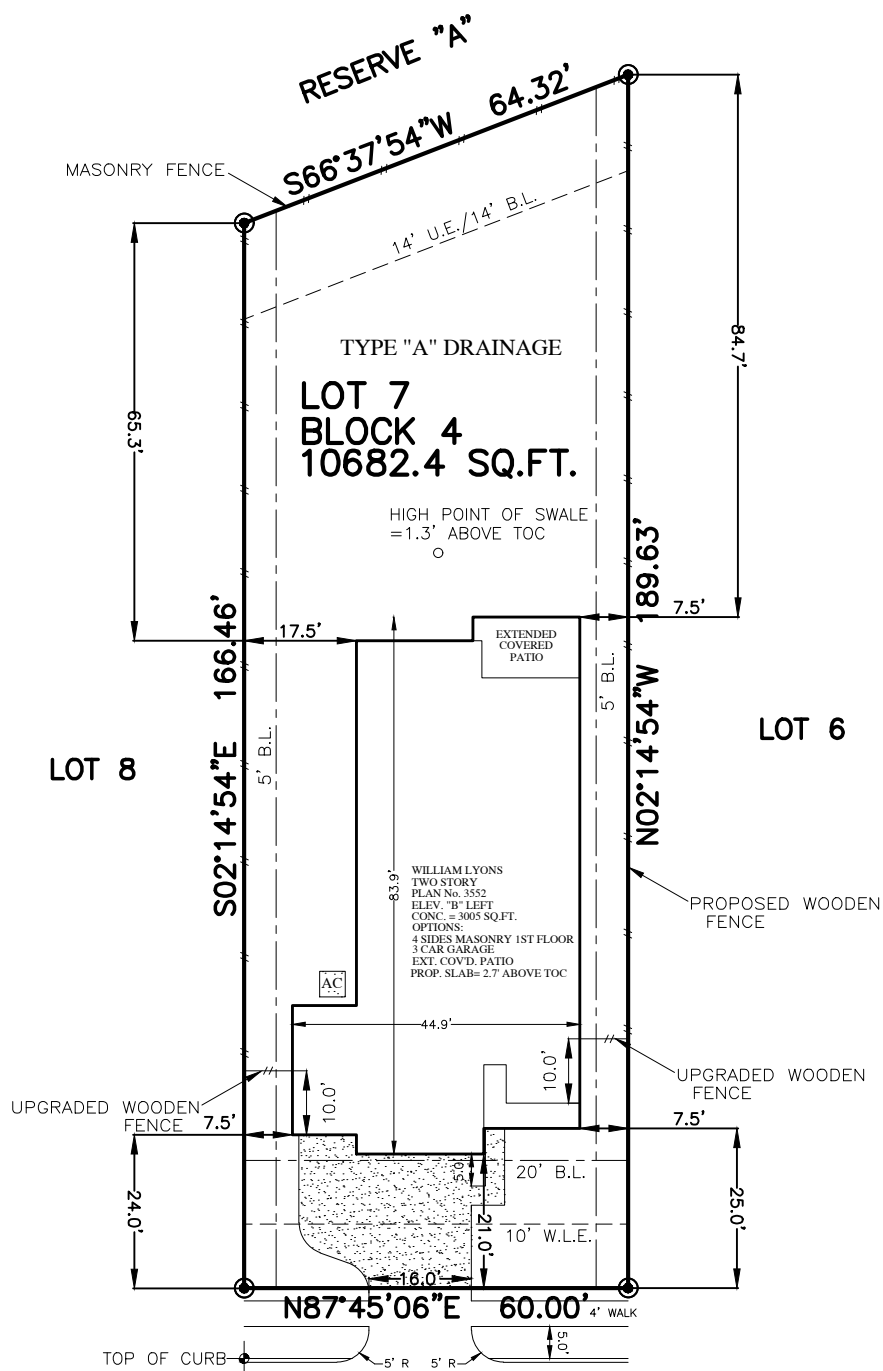 RESERVE "A"
S66°37'54"W 64.32'
MASONRY FENCE
14' U.E./14' B.L.
84.7'
65.3'
TYPE "A" DRAINAGE
LOT 7
BLOCK 4
10682.4 SQ.FT.
HIGH POINT OF SWALE
=1.3' ABOVE TOC
S02°14'54"E 166.46'
N02°14'54"W 189.63'
17.5'
7.5'
EXTENDED
COVERED
PATIO
5' B.L.
5' B.L.
LOT 8
LOT 6
83.9'
WILLIAM LYONS
TWO STORY
PLAN No. 3552
ELEV. "B" LEFT
CONC. = 3005 SQ.FT.
OPTIONS:
4 SIDES MASONRY 1ST FLOOR
3 CAR GARAGE
EXT. COV'D. PATIO
PROP. SLAB= 2.7' ABOVE TOC
PROPOSED WOODEN
FENCE
AC
44.9'
10.0'
10.0'
UPGRADED WOODEN
FENCE
UPGRADED WOODEN
FENCE
7.5'
7.5'
24.0'
5.0
20' B.L.
21.0'
10' W.L.E.
25.0'
16.0'
N87°45'06"E 60.00'
4' WALK
TOP OF CURB
5' R
5' R
5.0'